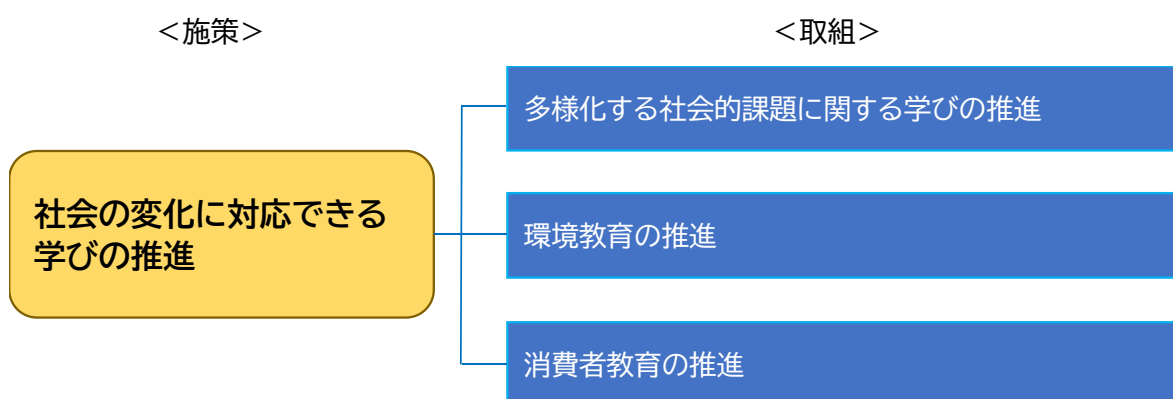 ＜施策＞
＜取組＞
社会の変化に対応できる
学びの推進
多様化する社会的課題に関する学びの推進
環境教育の推進
消費者教育の推進